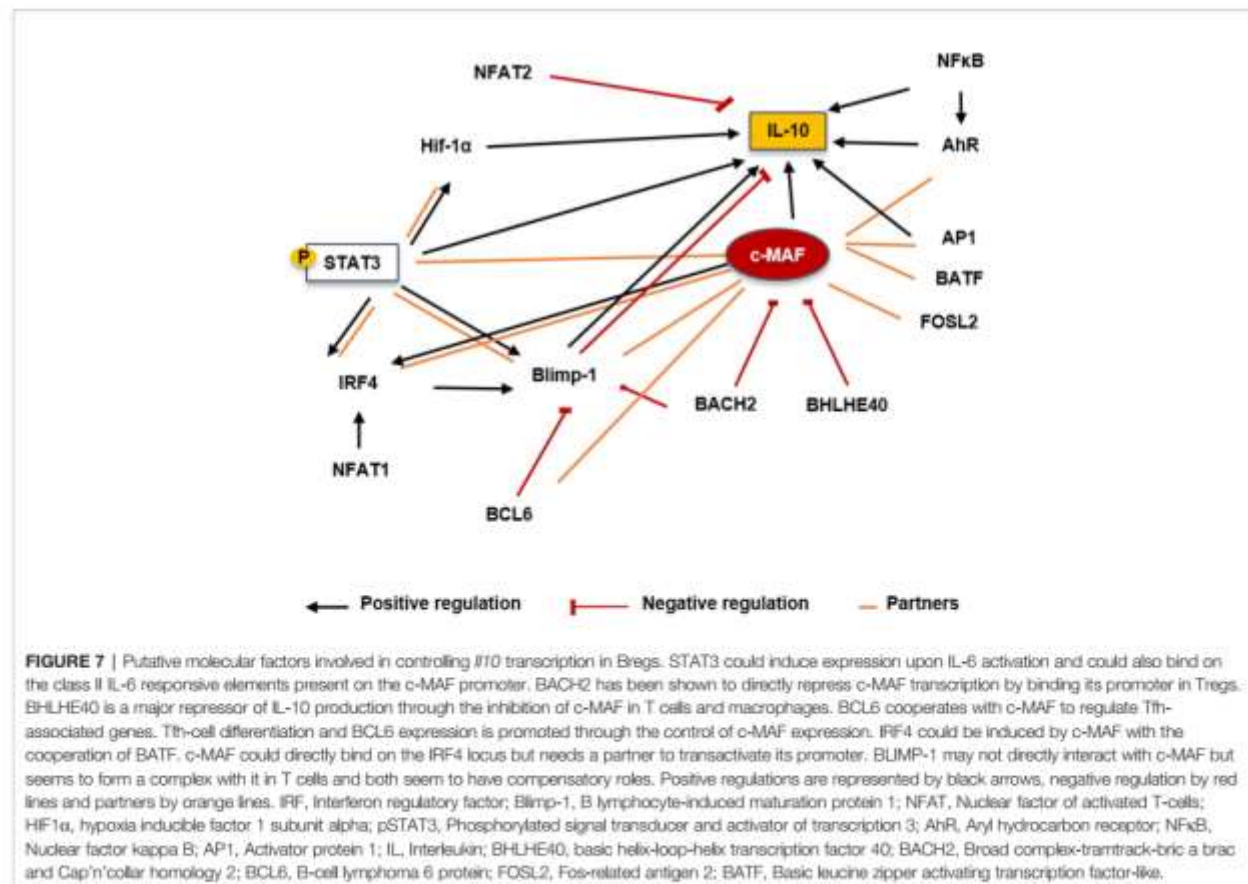 NFAT2
NFκB
IL-10
Hif-1α
AhR
P
STAT3
c-MAF
AP1
BATF
FOSL2
IRF4
Blimp-1
BACH2
BHLHE40
NFAT1
BCL6
Positive regulation
Negative regulation
Partners
FIGURE 7 | Putative molecular factors involved in controlling Il10 transcription in Bregs. STAT3 could induce expression upon IL-6 activation and could also bind on
the class II IL-6 responsive elements present on the c-MAF promoter. BACH2 has been shown to directly repress c-MAF transcription by binding its promoter in Tregs.
BHLHE40 is a major repressor of IL-10 production through the inhibition of c-MAF in T cells and macrophages. BCL6 cooperates with c-MAF to regulate Tfh-
associated genes. Tfh-cell differentiation and BCL6 expression is promoted through the control of c-MAF expression. IRF4 could be induced by c-MAF with the
cooperation of BATF. c-MAF could directly bind on the IRF4 locus but needs a partner to transactivate its promoter. BLIMP-1 may not directly interact with c-MAF but
seems to form a complex with it in T cells and both seem to have compensatory roles. Positive regulations are represented by black arrows, negative regulation by red
lines and partners by orange lines. IRF, Interferon regulatory factor; Blimp-1, B lymphocyte-induced maturation protein 1; NFAT, Nuclear factor of activated T-cells;
HIF1α, hypoxia inducible factor 1 subunit alpha; pSTAT3, Phosphorylated signal transducer and activator of transcription 3; AhR, Aryl hydrocarbon receptor; NFκB,
Nuclear factor kappa B; AP1, Activator protein 1; IL, Interleukin; BHLHE40, basic helix-loop-helix transcription factor 40; BACH2, Broad complex-tramtrack-bric a brac
and Cap'n'collar homology 2; BCL6, B-cell lymphoma 6 protein; FOSL2, Fos-related antigen 2; BATF, Basic leucine zipper activating transcription factor-like.